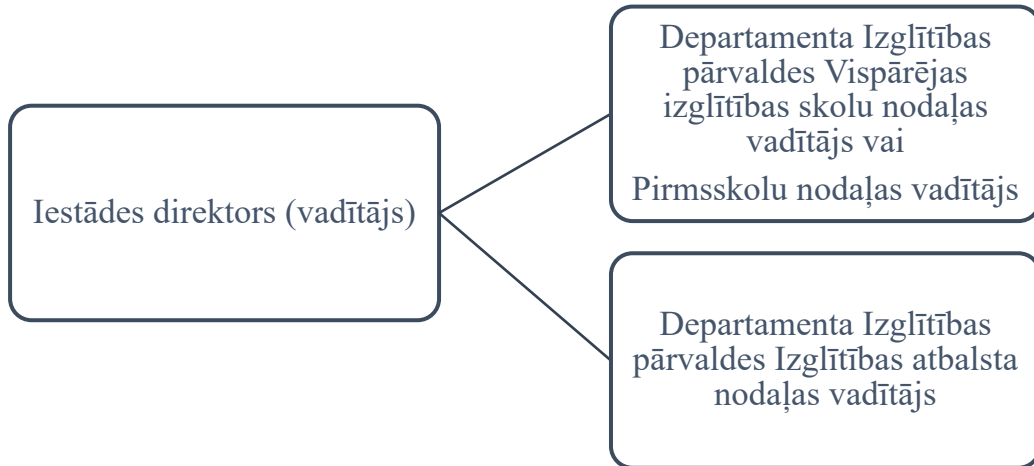 Departamenta Izglītības
pārvaldes Vispārējas
izglītības skolu nodaļas
vadītājs vai
Pirmsskolu nodaļas vadītājs
Iestādes direktors (vadītājs)
Departamenta Izglītības
pārvaldes Izglītības atbalsta
nodaļas vadītājs